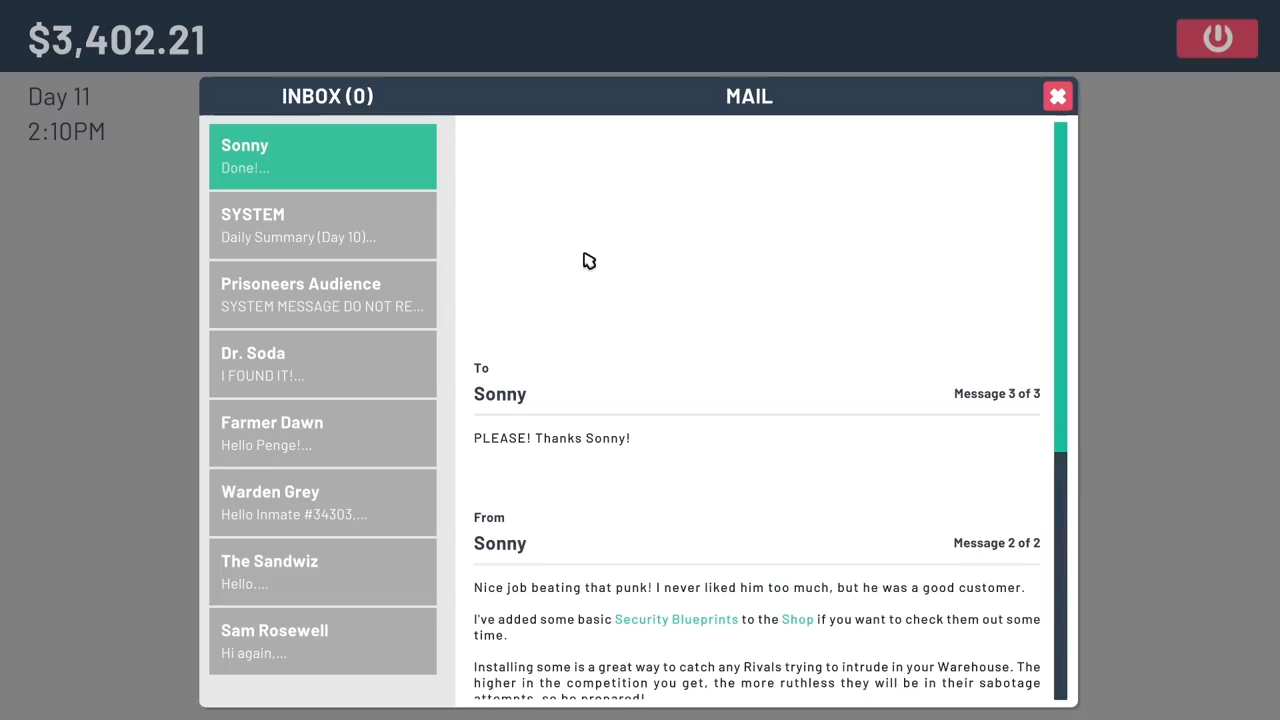 $3,402.21
Day 11
2:10PM
INBOX (0)
MAIL
Sonny
Done!...
SYSTEM
Daily Summary (Day 10)...
Prisoneers Audience
SYSTEM MESSAGE DO NOT RE...
Dr. Soda
I FOUND IT!...
Farmer Dawn
Hello Penge!...
Warden Grey
Hello Inmate #34303,...
The Sandwiz
Hello....
Sam Rosewell
Hi again,...
To
Sonny
Message 3 of 3
PLEASE! Thanks Sonny!
From
Sonny
Message 2 of 2
Nice job beating that punk! I never liked him too much, but he was a good customer.
I've added some basic Security Blueprints to the Shop if you want to check them out some
time.
Installing some is a great way to catch any Rivals trying to intrude in your Warehouse. The
higher in the competition you get, the more ruthless they will be in their sabotage
attempts, so be prepared!